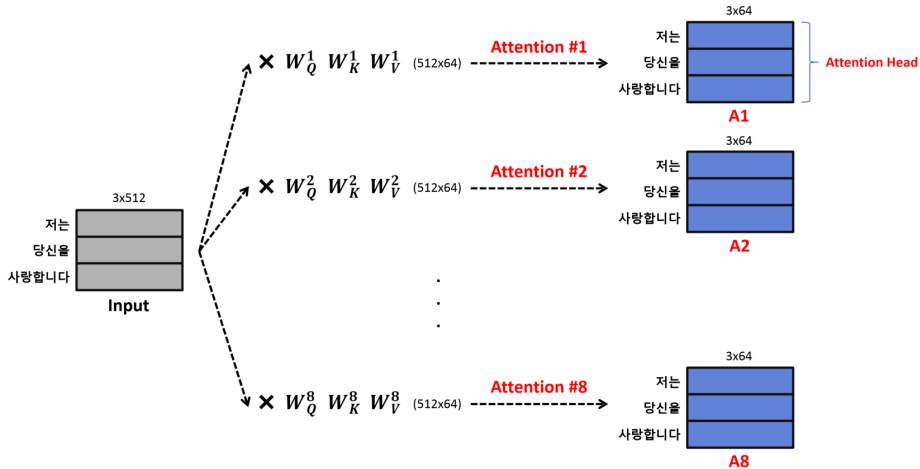 3x512
저는
당신을
사랑합니다
Input
× W_Q^1 W_K^1 W_V^1 (512x64)
Attention #1
3x64
저는
당신을
사랑합니다
A1
Attention Head
× W_Q^2 W_K^2 W_V^2 (512x64)
Attention #2
3x64
저는
당신을
사랑합니다
A2
.
.
.
× W_Q^8 W_K^8 W_V^8 (512x64)
Attention #8
3x64
저는
당신을
사랑합니다
A8